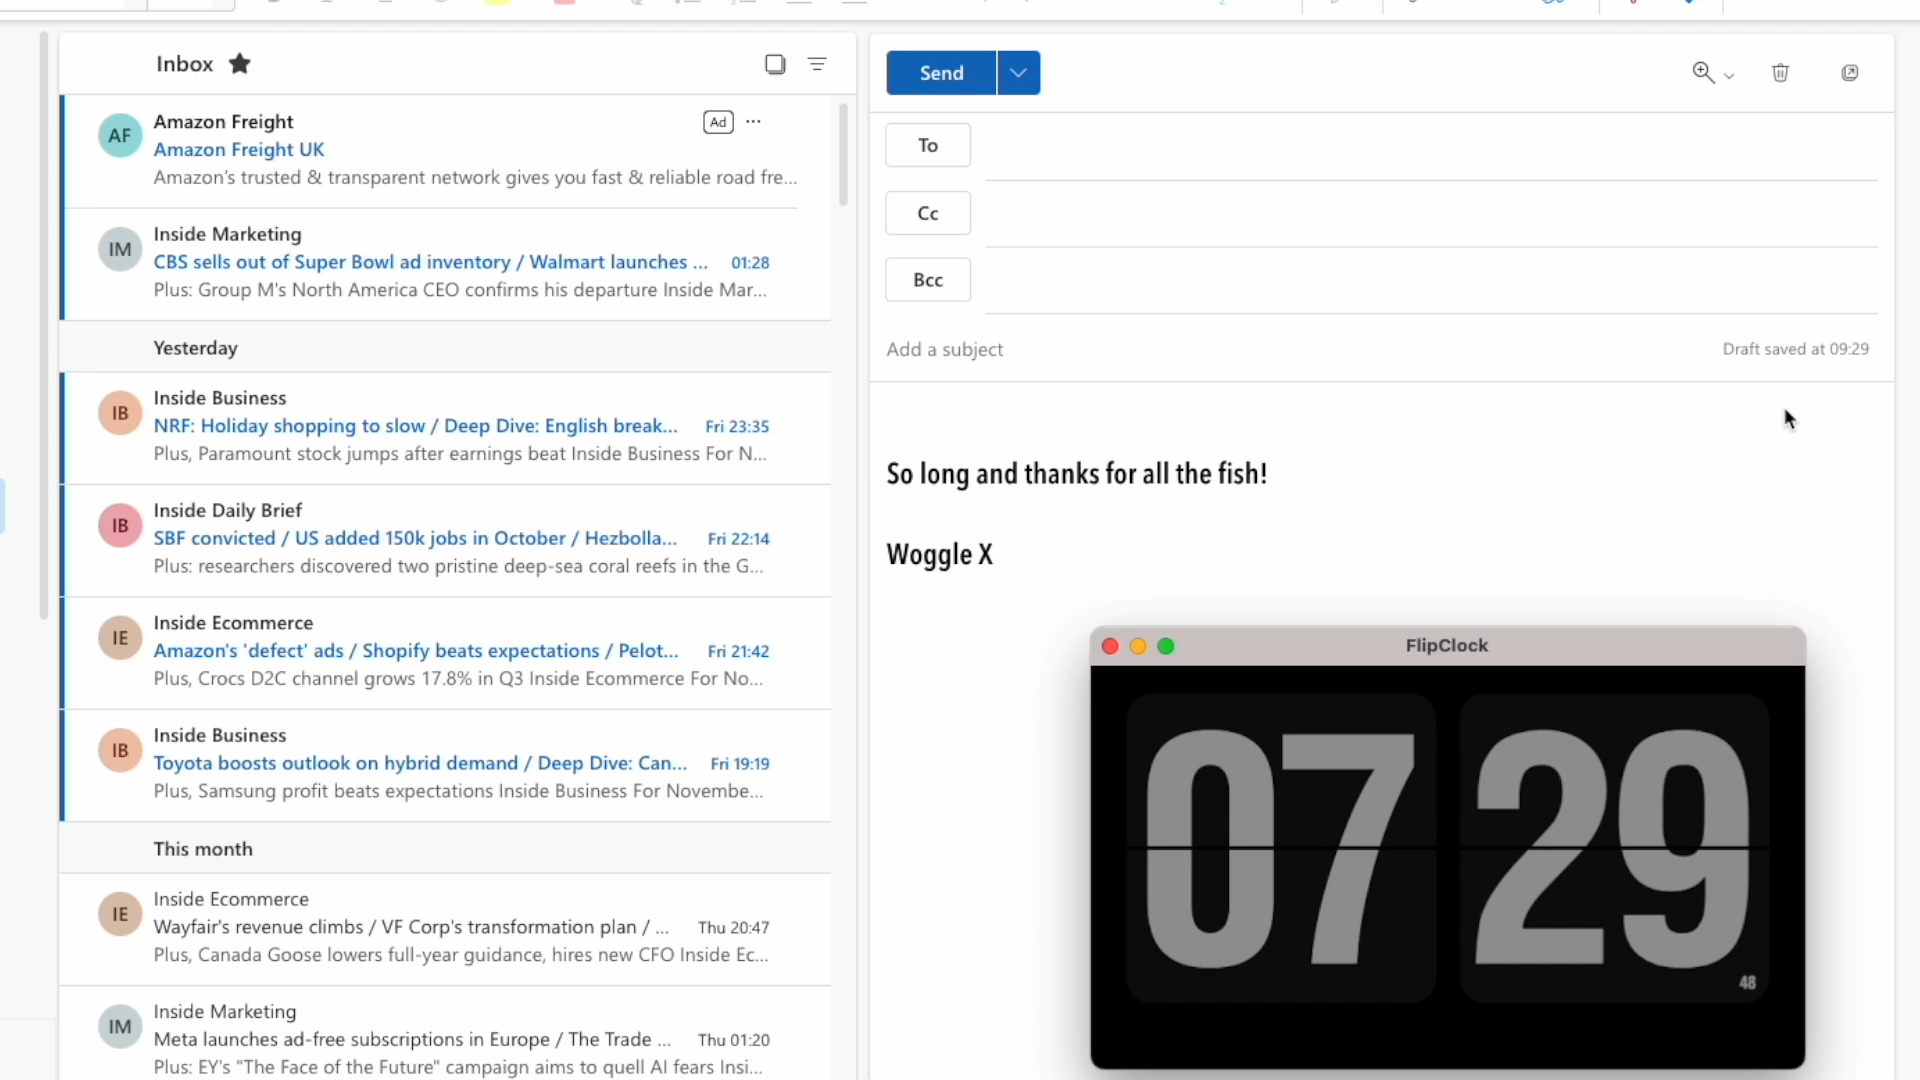 Inbox
Amazon Freight
Ad
AF
Amazon Freight UK
Amazon's trusted & transparent network gives you fast & reliable road fre...
Inside Marketing
IM
CBS sells out of Super Bowl ad inventory / Walmart launches ... 01:28
Plus: Group M's North America CEO confirms his departure Inside Mar...
Yesterday
Inside Business
IB
NRF: Holiday shopping to slow / Deep Dive: English break... Fri 23:35
Plus, Paramount stock jumps after earnings beat Inside Business For N...
Inside Daily Brief
IB
SBF convicted / US added 150k jobs in October / Hezbolla... Fri 22:14
Plus: researchers discovered two pristine deep-sea coral reefs in the G...
Inside Ecommerce
IE
Amazon's 'defect' ads / Shopify beats expectations / Pelot... Fri 21:42
Plus, Crocs D2C channel grows 17.8% in Q3 Inside Ecommerce For No...
Inside Business
IB
Toyota boosts outlook on hybrid demand / Deep Dive: Can... Fri 19:19
Plus, Samsung profit beats expectations Inside Business For Novembe...
This month
Inside Ecommerce
IE
Wayfair's revenue climbs / VF Corp's transformation plan / ... Thu 20:47
Plus, Canada Goose lowers full-year guidance, hires new CFO Inside Ec...
Inside Marketing
IM
Meta launches ad-free subscriptions in Europe / The Trade ... Thu 01:20
Plus: EY's "The Face of the Future" campaign aims to quell AI fears Insi...
Send
To
Cc
Bcc
Add a subject
Draft saved at 09:29
So long and thanks for all the fish!
Woggle X
FlipClock
07 29
48